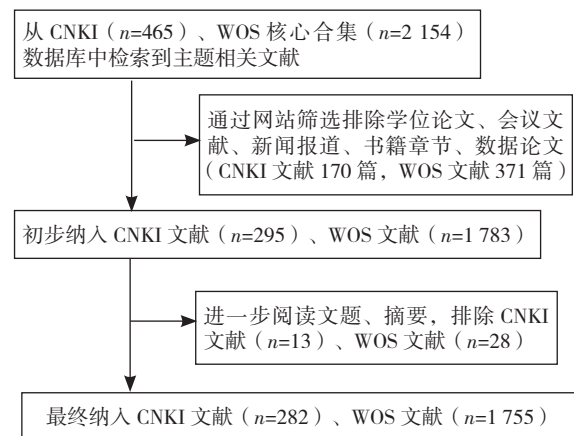 从 CNKI（n=465）、WOS 核心合集（n=2 154）
数据库中检索到主题相关文献
通过网站筛选排除学位论文、会议文
献、新闻报道、书籍章节、数据论文
（CNKI 文献 170 篇，WOS 文献 371 篇）
初步纳入 CNKI 文献（n=295）、WOS 文献（n=1 783）
进一步阅读文题、摘要，排除 CNKI
文献（n=13）、WOS 文献（n=28）
最终纳入 CNKI 文献（n=282）、WOS 文献（n=1 755）